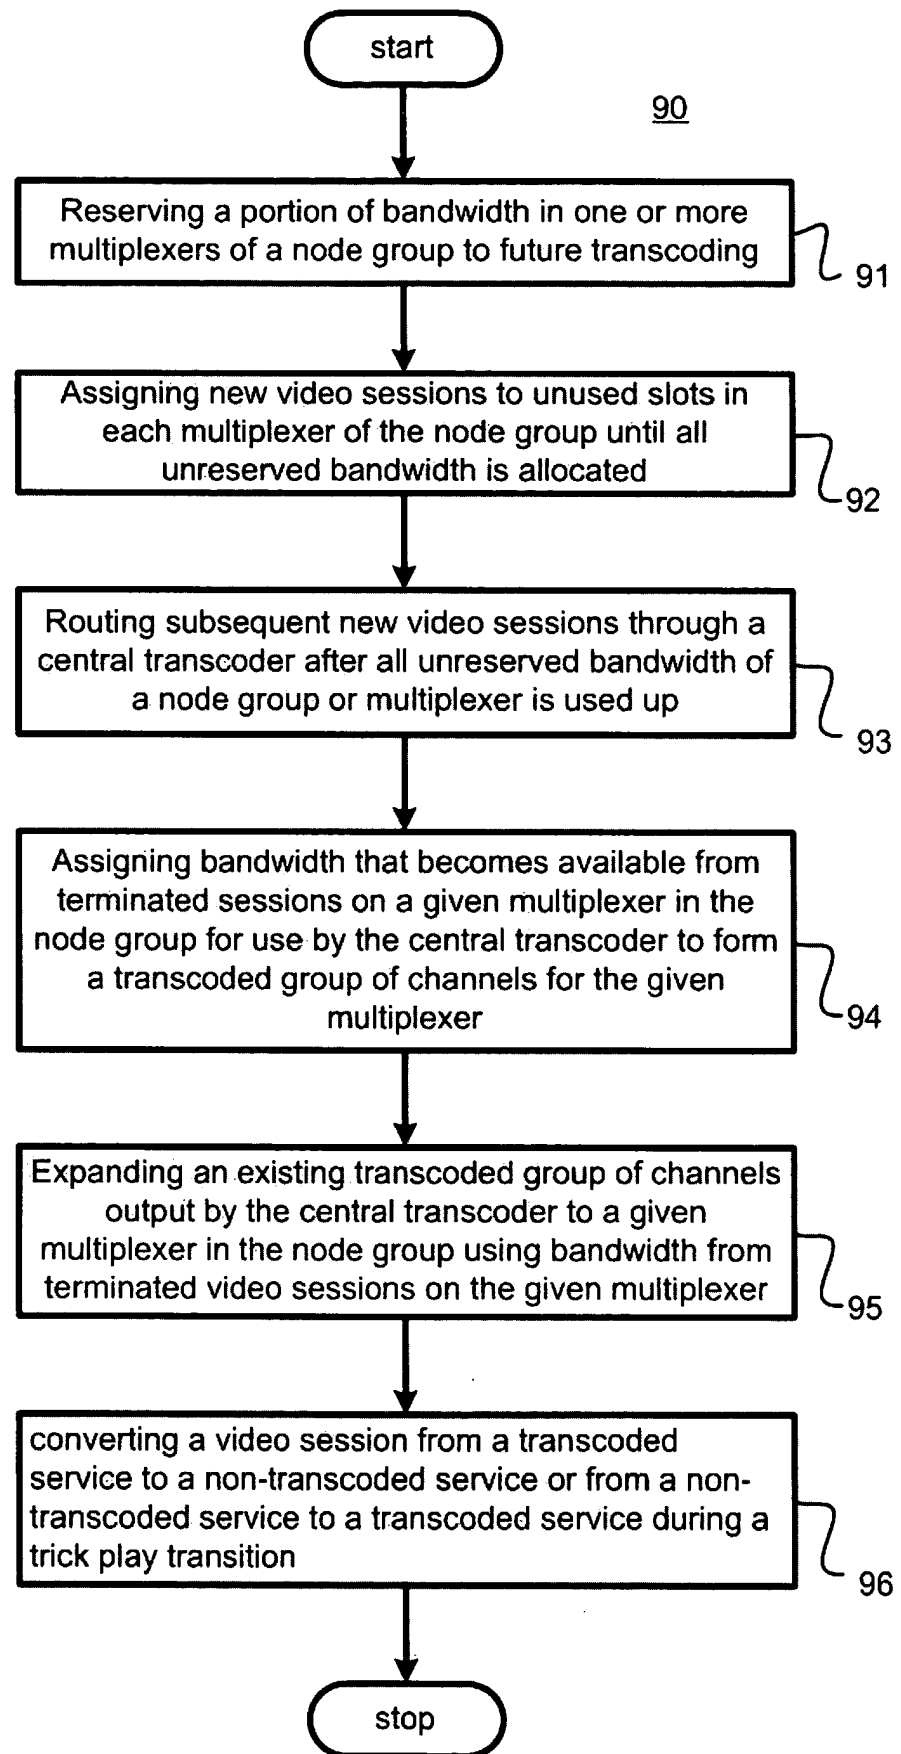 start
90
Reserving a portion of bandwidth in one or more
multiplexers of a node group to future transcoding
91
Assigning new video sessions to unused slots in
each multiplexer of the node group until all
unreserved bandwidth is allocated
92
Routing subsequent new video sessions through a
central transcoder after all unreserved bandwidth of
a node group or multiplexer is used up
93
Assigning bandwidth that becomes available from
terminated sessions on a given multiplexer in the
node group for use by the central transcoder to form
a transcoded group of channels for the given
multiplexer
94
Expanding an existing transcoded group of channels
output by the central transcoder to a given
multiplexer in the node group using bandwidth from
terminated video sessions on the given multiplexer
95
converting a video session from a transcoded
service to a non-transcoded service or from a non-
transcoded service to a transcoded service during a
trick play transition
96
stop